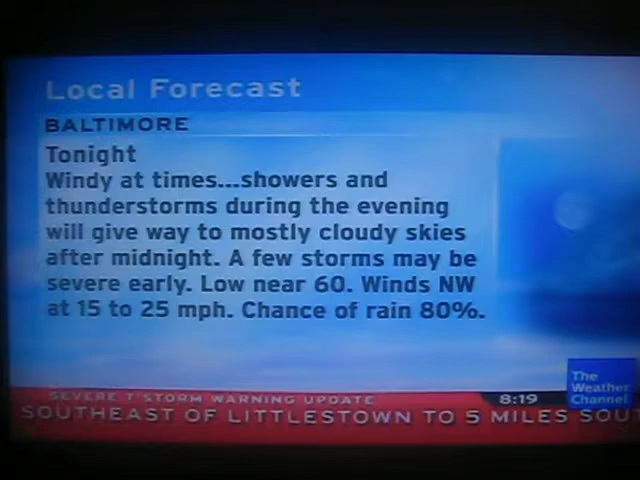 Local Forecast
BALTIMORE
Tonight
Windy at times...showers and
thunderstorms during the evening
will give way to mostly cloudy skies
after midnight. A few storms may be
severe early. Low near 60. Winds NW
at 15 to 25 mph. Chance of rain 80%.
The
Weather
Channel
SEVERE T'STORM WARNING UPDATE
8:19
SOUTHEAST OF LITTLESTOWN TO 5 MILES SOU